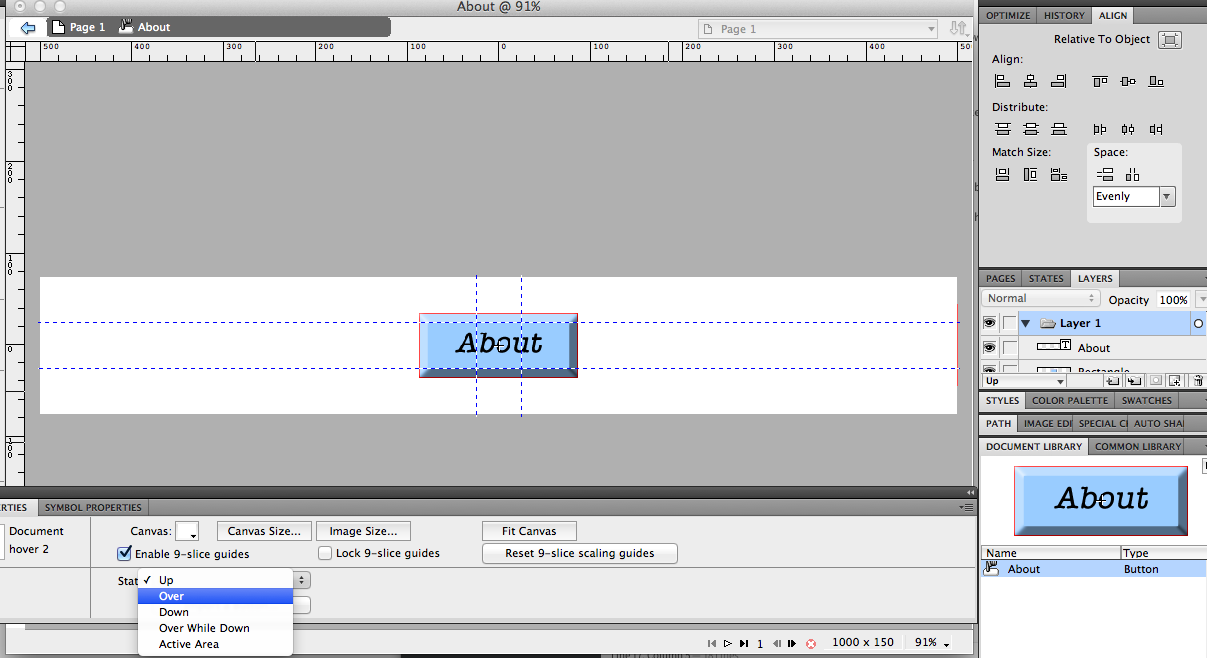 About @ 91%
Page 1 About
Page 1
500 400 300 200 100 0 100 200 300 400 50
300
200
100
0
100
About
RTIES
SYMBOL PROPERTIES
Document
hover 2
Canvas:
Canvas Size...
Image Size...
Fit Canvas
Enable 9-slice guides
Lock 9-slice guides
Reset 9-slice scaling guides
Stat
✓ Up
Over
Down
Over While Down
Active Area
1
1000 x 150
91%
OPTIMIZE
HISTORY
ALIGN
Relative To Object
Align:
Distribute:
Match Size:
Space:
Evenly
PAGES
STATES
LAYERS
Normal
Opacity
100%
Layer 1
T
About
Rectangle
Up
STYLES
COLOR PALETTE
SWATCHES
PATH
IMAGE EDI
SPECIAL C
AUTO SHA
DOCUMENT LIBRARY
COMMON LIBRARY
About
Name
Type
About
Button